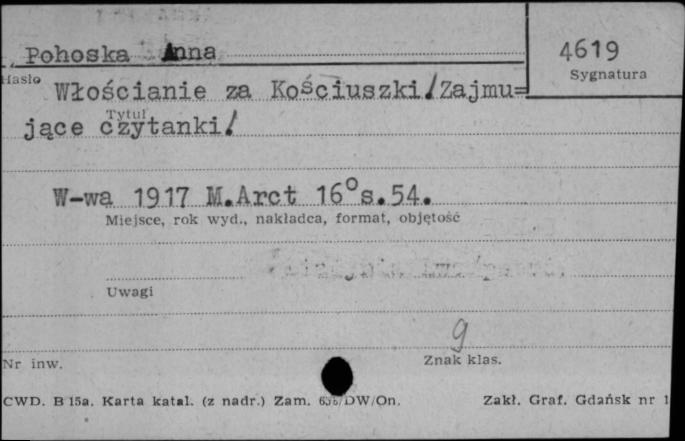 Pohoska Anna
4619
Hasło
Sygnatura
Włościanie za Kościuszki/Zajmu=
Tytuł
jące czytanki/
W-wa 1917 M.Arct 16°s.54.
Miejsce, rok wyd., nakładca, format, objętość
Uwagi
g
Nr inw.
Znak klas.
CWD. B 15a. Karta katal. (z nadr.) Zam. /DW/On.
Zakł. Graf. Gdańsk nr 1